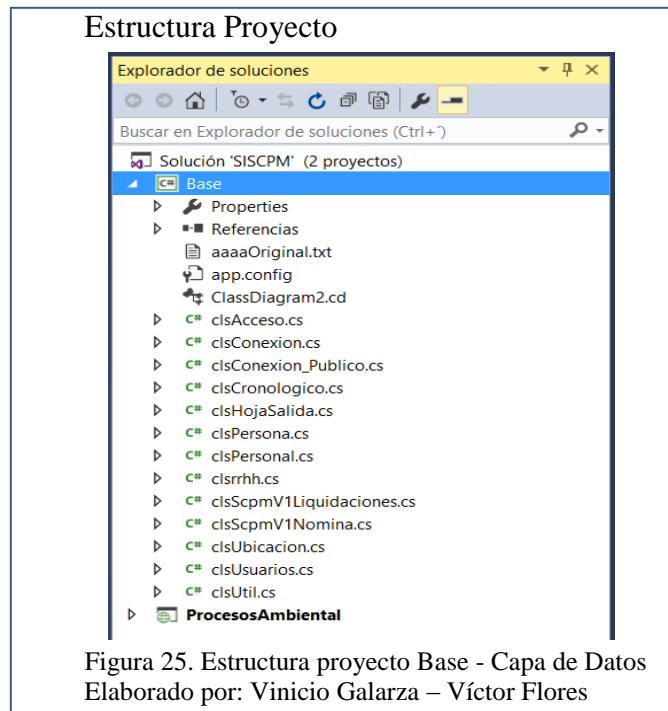 Estructura Proyecto
Explorador de soluciones
Buscar en Explorador de soluciones (Ctrl+¨)
Solución 'SISCPM' (2 proyectos)
C# Base
Properties
Referencias
aaaaOriginal.txt
app.config
ClassDiagram2.cd
C# clsAcceso.cs
C# clsConexion.cs
C# clsConexion_Publico.cs
C# clsCronologico.cs
C# clsHojaSalida.cs
C# clsPersona.cs
C# clsPersonal.cs
C# clsrrhh.cs
C# clsScpmV1Liquidaciones.cs
C# clsScpmV1Nomina.cs
C# clsUbicacion.cs
C# clsUsuarios.cs
C# clsUtil.cs
ProcesosAmbiental
Figura 25. Estructura proyecto Base - Capa de Datos
Elaborado por: Vinicio Galarza – Víctor Flores